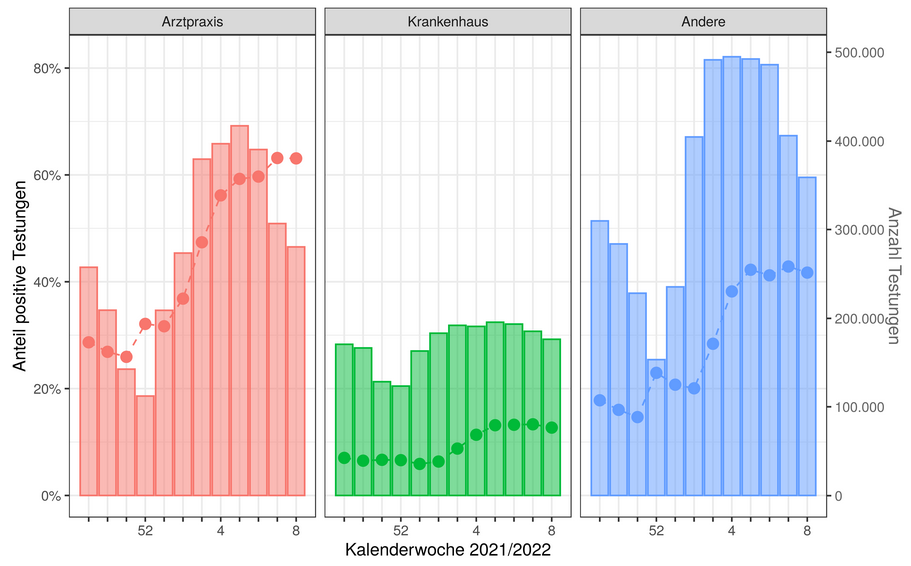 Arztpraxis Krankenhaus Andere
80%
60%
40%
20%
0%
500.000
400.000
300.000
200.000
100.000
0
Anteil positive Testungen
Anzahl Testungen
52 4 8 52 4 8 52 4 8
Kalenderwoche 2021/2022